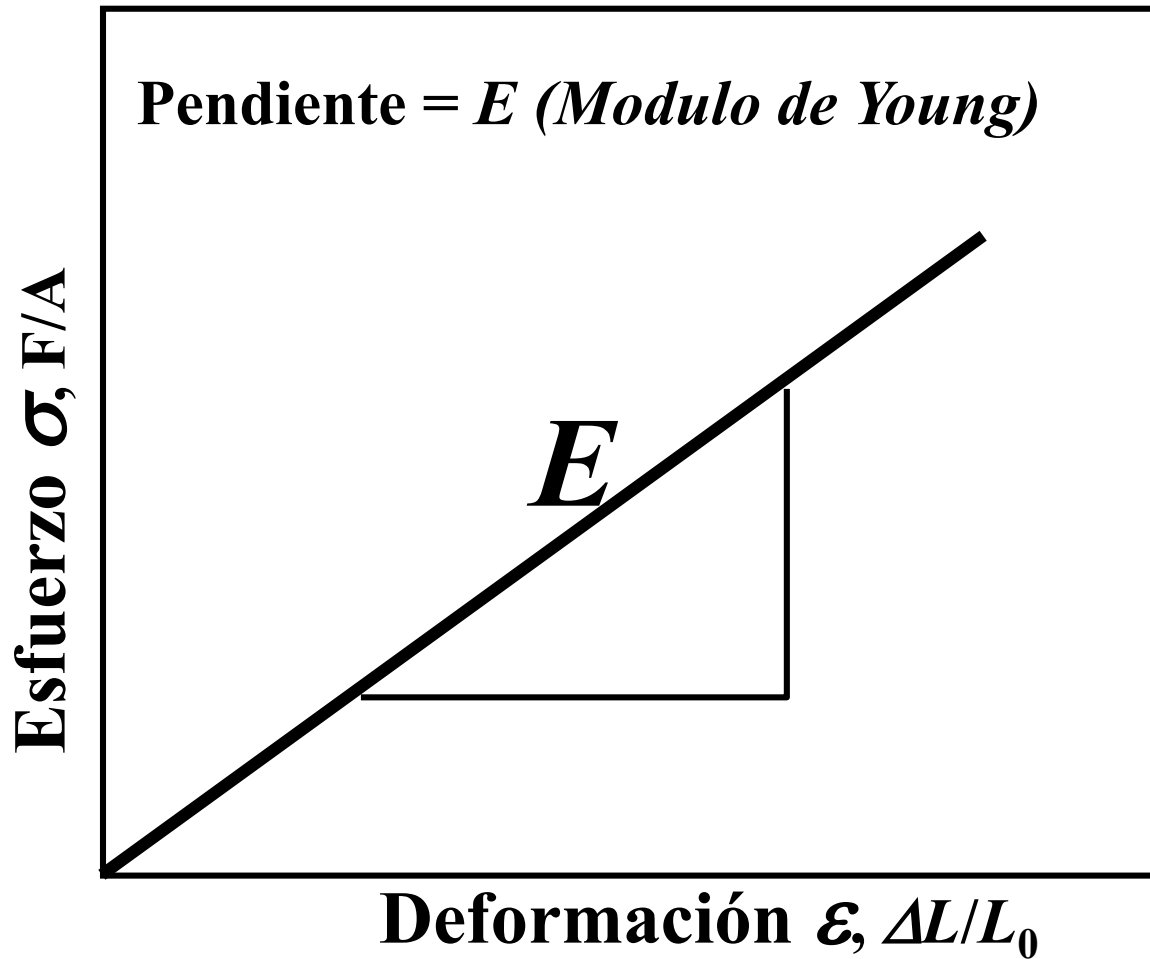 Pendiente = E (Modulo de Young)
Esfuerzo σ, F/A
E
Deformación ε, ΔL/L₀